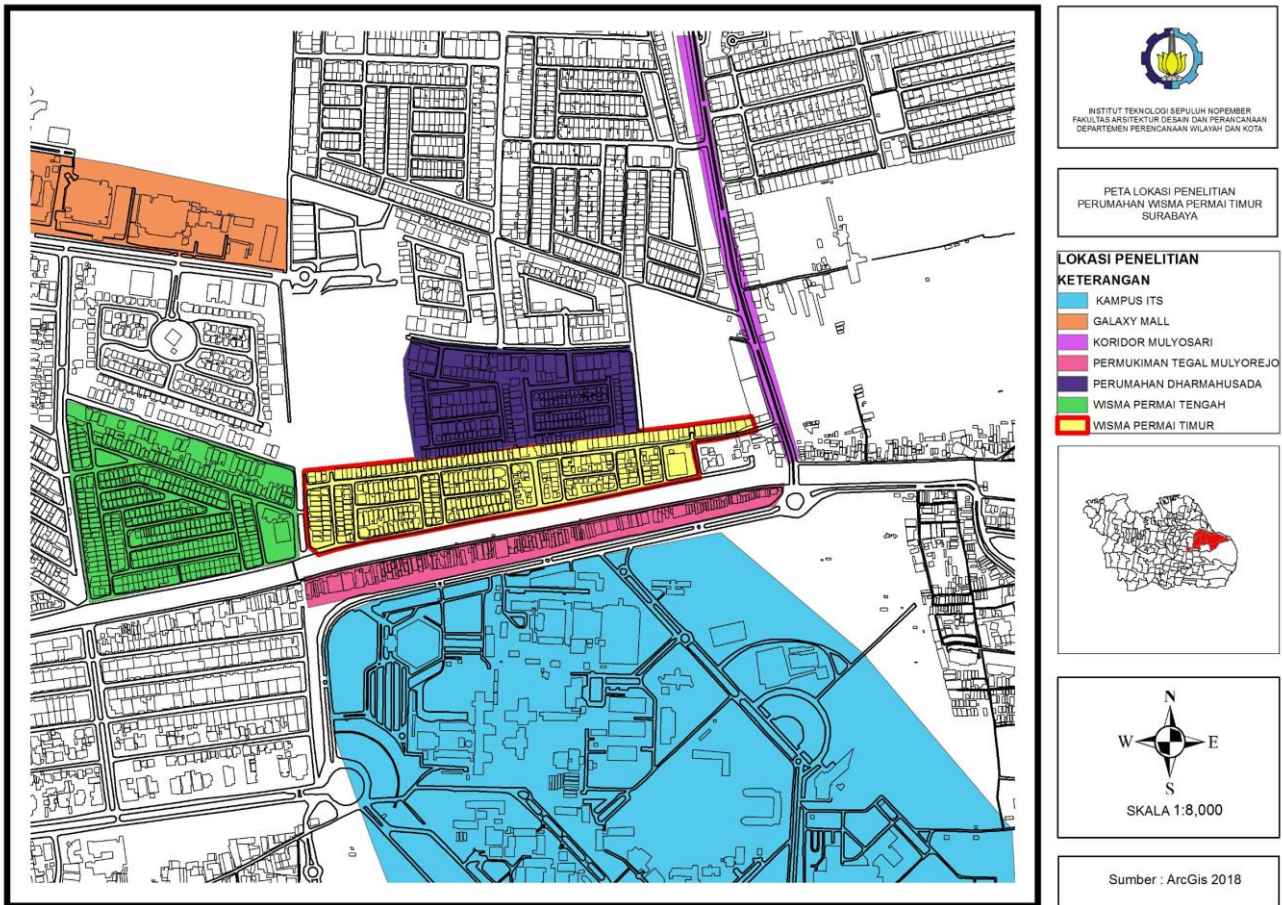 INSTITUT TEKNOLOGI SEPULUH NOPEMBER
FAKULTAS ARSITEKTUR DESAIN DAN PERANCANAAN
DEPARTEMEN PERENCANAAN WILAYAH DAN KOTA
PETA LOKASI PENELITIAN
PERUMAHAN WISMA PERMAI TIMUR
SURABAYA
LOKASI PENELITIAN
KETERANGAN
KAMPUS ITS
GALAXY MALL
KORIDOR MULYOSARI
PERMUKIMAN TEGAL MULYOREJO
PERUMAHAN DHARMAHUSADA
WISMA PERMAI TENGAH
WISMA PERMAI TIMUR
N
W E
S
SKALA 1:8,000
Sumber : ArcGis 2018